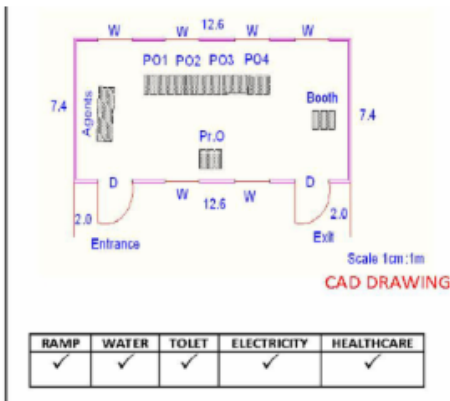 W 12.6 W W W
PO1 PO2 PO3 PO4
7.4 Agents Booth 7.4
Pr.O
D W 12.6 W D
2.0 2.0
Entrance Exit
Scale 1cm:1m
CAD DRAWING
RAMP WATER TOLET ELECTRICITY HEALTHCARE
✓ ✓ ✓ ✓ ✓